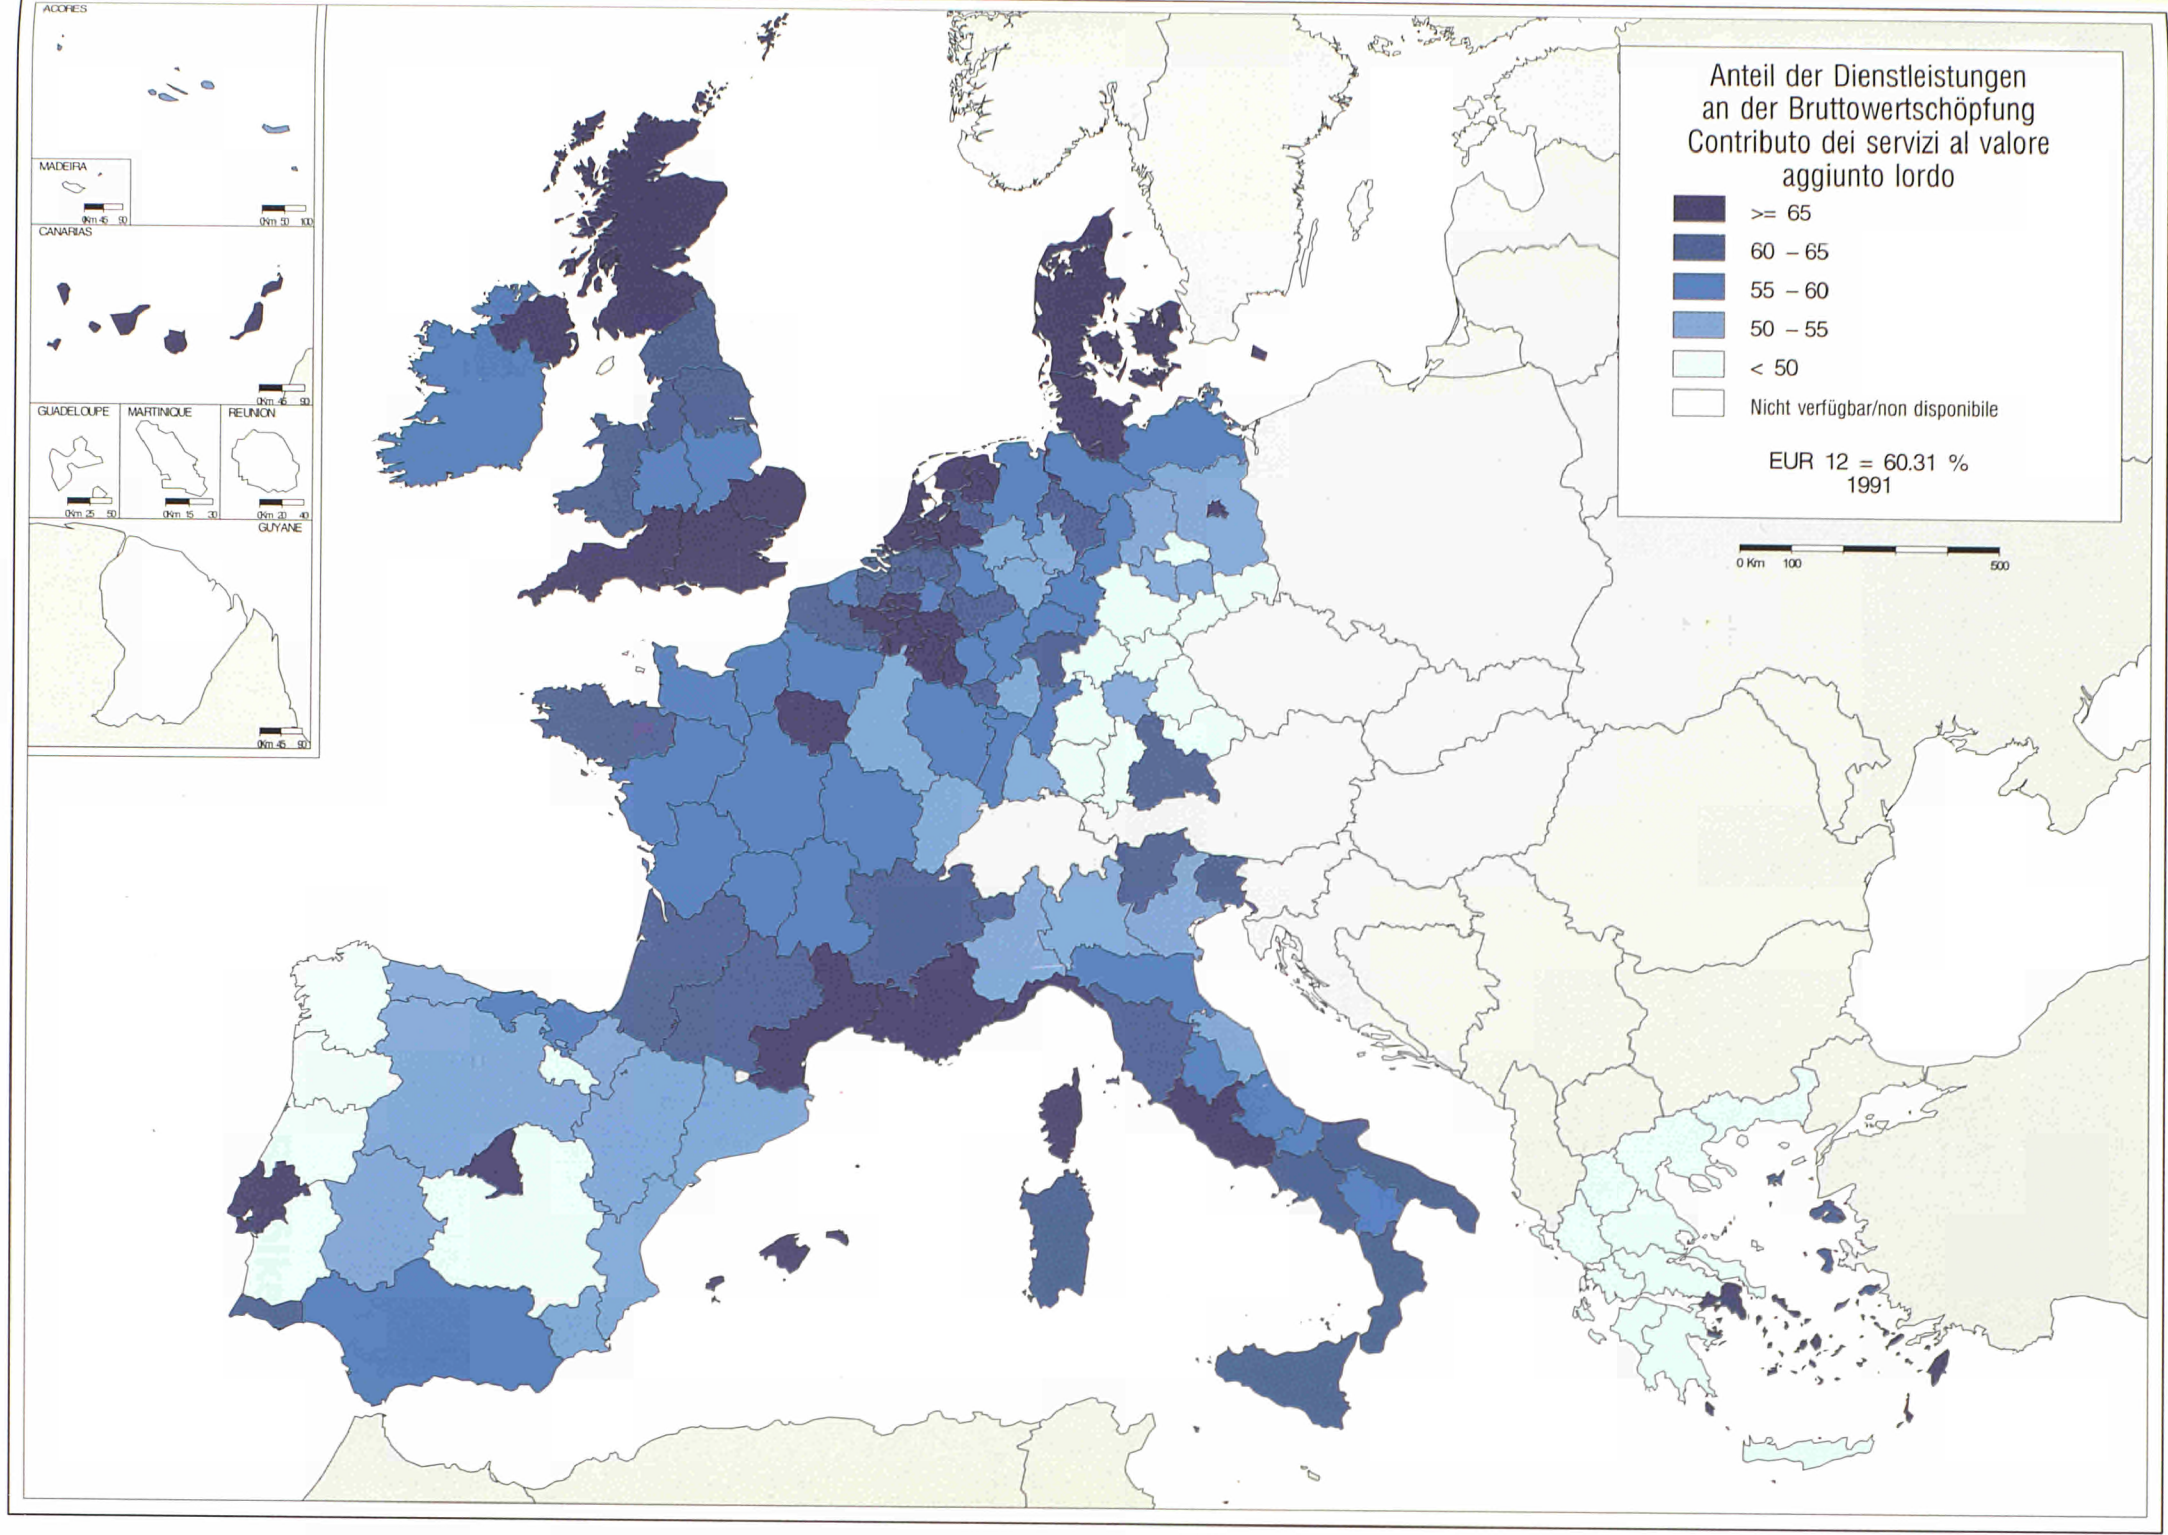 ACORES
MADEIRA
0Km 45 90
0Km 50 100
CANARIAS
0Km 45 90
GUADELOUPE
MARTINIQUE
REUNION
0Km 25 50
0Km 15 30
0Km 20 40
GUYANE
0Km 45 90
Anteil der Dienstleistungen
an der Bruttowertschöpfung
Contributo dei servizi al valore
aggiunto lordo
>= 65
60 – 65
55 – 60
50 – 55
< 50
Nicht verfügbar/non disponibile
EUR 12 = 60.31 %
1991
0 Km 100 500